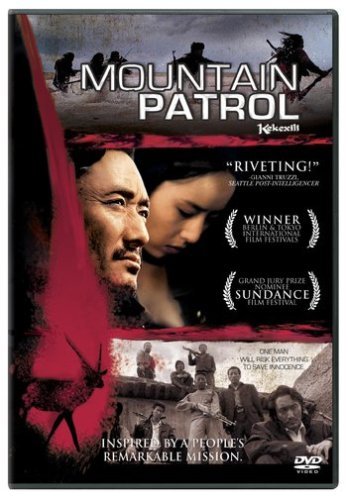 MOUNTAIN
PATROL
Kekexili
"RIVETING!"
-GIANNI TRUZZI,
SEATTLE POST-INTELLIGENCER
WINNER
BERLIN & TOKYO
INTERNATIONAL
FILM FESTIVALS
GRAND JURY PRIZE
NOMINEE
SUNDANCE
FILM FESTIVAL
ONE MAN
WILL RISK EVERYTHING
TO SAVE INNOCENCE.
INSPIRED BY A PEOPLE'S
REMARKABLE MISSION.
DVD
VIDEO